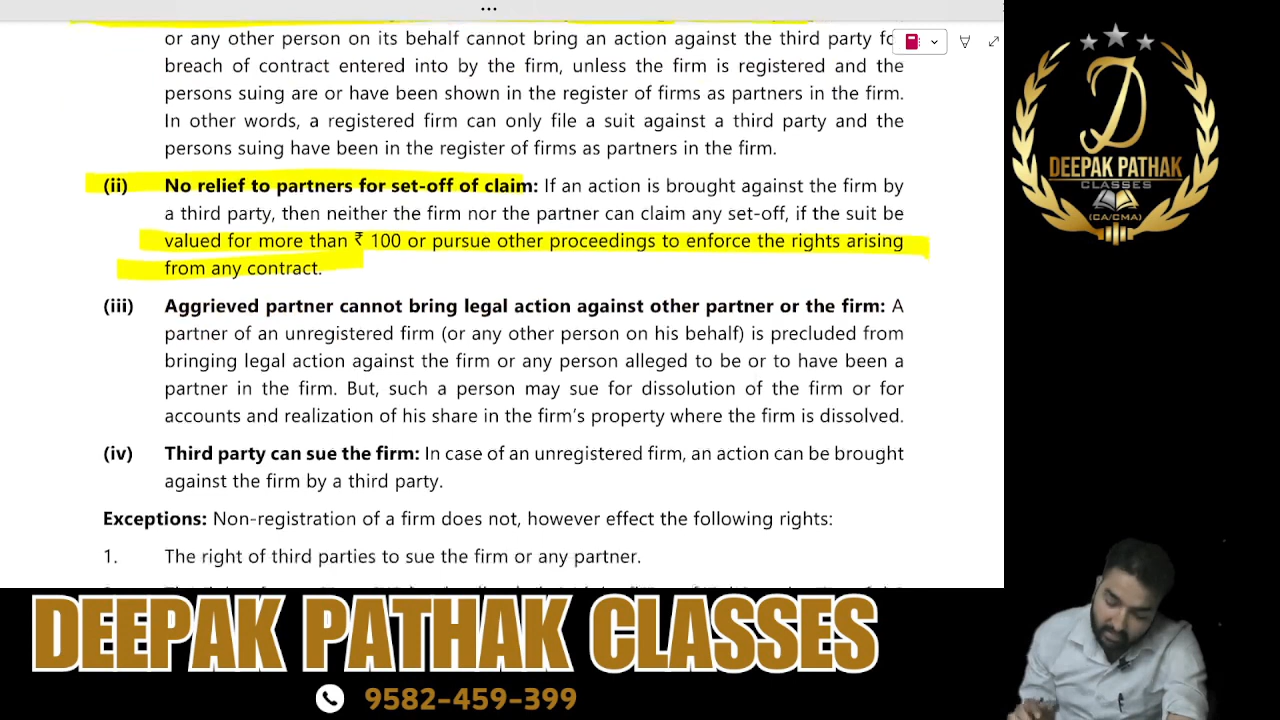 or any other person on its behalf cannot bring an action against the third party
breach of contract entered into by the firm, unless the firm is registered and the
persons suing are or have been shown in the register of firms as partners in the firm.
In other words, a registered firm can only file a suit against a third party and the
persons suing have been in the register of firms as partners in the firm.
(ii) No relief to partners for set-off of claim: If an action is brought against the firm by
a third party, then neither the firm nor the partner can claim any set-off, if the suit be
valued for more than ₹ 100 or pursue other proceedings to enforce the rights arising
from any contract.
(iii) Aggrieved partner cannot bring legal action against other partner or the firm: A
partner of an unregistered firm (or any other person on his behalf) is precluded from
bringing legal action against the firm or any person alleged to be or to have been a
partner in the firm. But, such a person may sue for dissolution of the firm or for
accounts and realization of his share in the firm's property where the firm is dissolved.
(iv) Third party can sue the firm: In case of an unregistered firm, an action can be brought
against the firm by a third party.
Exceptions: Non-registration of a firm does not, however effect the following rights:
1. The right of third parties to sue the firm or any partner.
D
DEEPAK PATHAK
CLASSES
(CA/CMA)
DEEPAK PATHAK CLASSES
9582-459-399